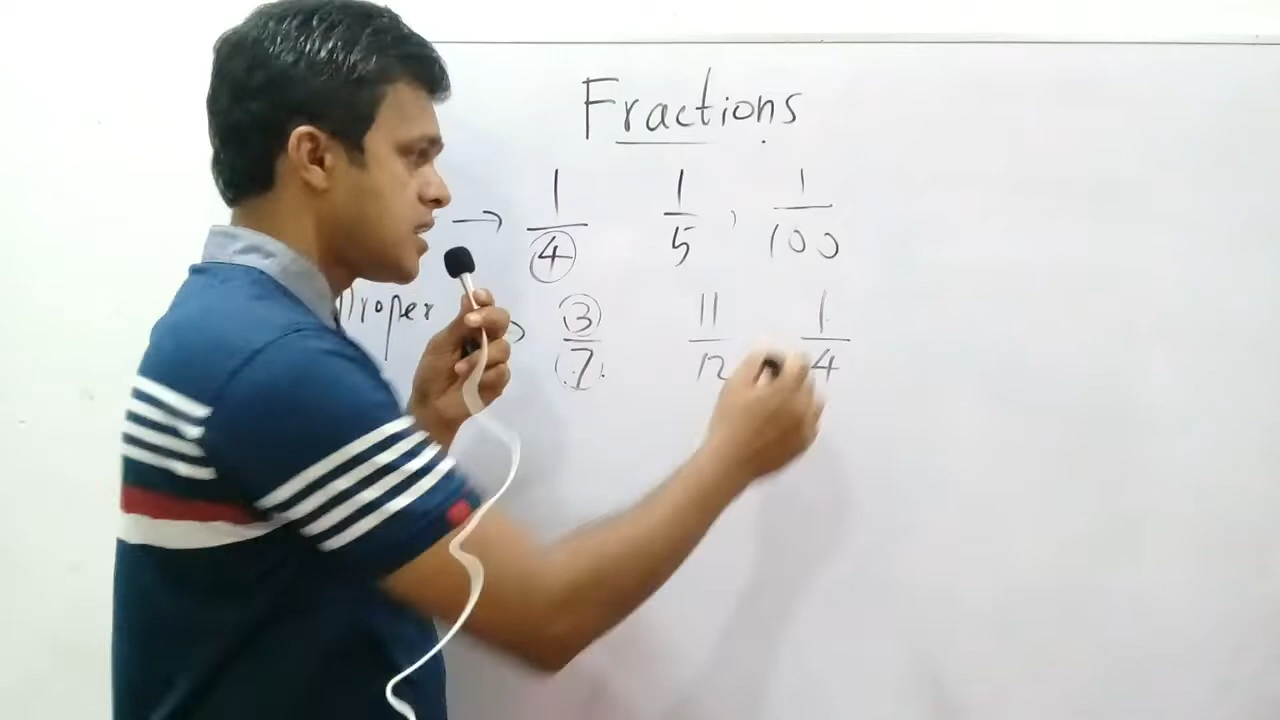 Fractions
→ 1/4 1/5 , 1/100
Proper → 3/7 11/12 1/4